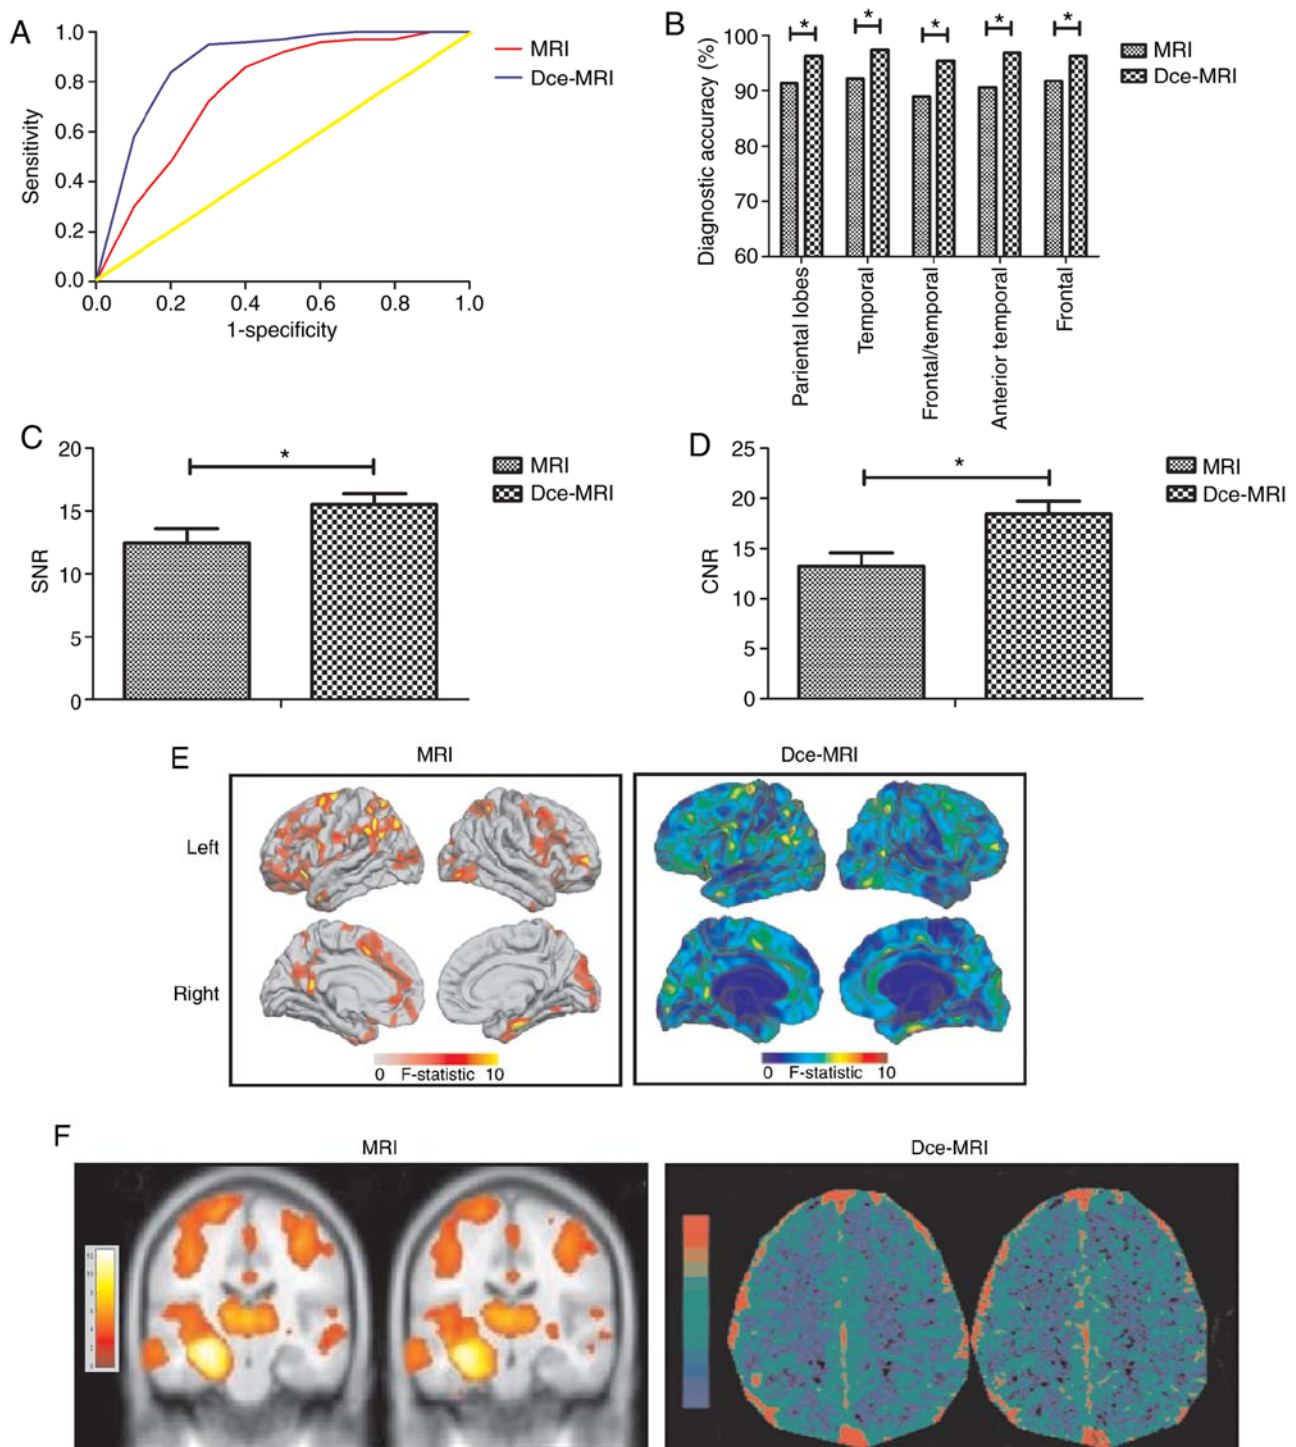 A
1.0
0.8
0.6
0.4
0.2
0.0
Sensitivity
0.0 0.2 0.4 0.6 0.8 1.0
1-specificity
MRI
Dce-MRI
B
100
90
80
70
60
Diagnostic accuracy (%)
* * * * *
MRI
Dce-MRI
Pariental lobes
Temporal
Frontal/temporal
Anterior temporal
Frontal
C
20
15
10
5
0
SNR
*
MRI
Dce-MRI
D
25
20
15
10
5
0
CNR
*
MRI
Dce-MRI
E
MRI
Dce-MRI
Left
Right
0 F-statistic 10
0 F-statistic 10
F
MRI
Dce-MRI